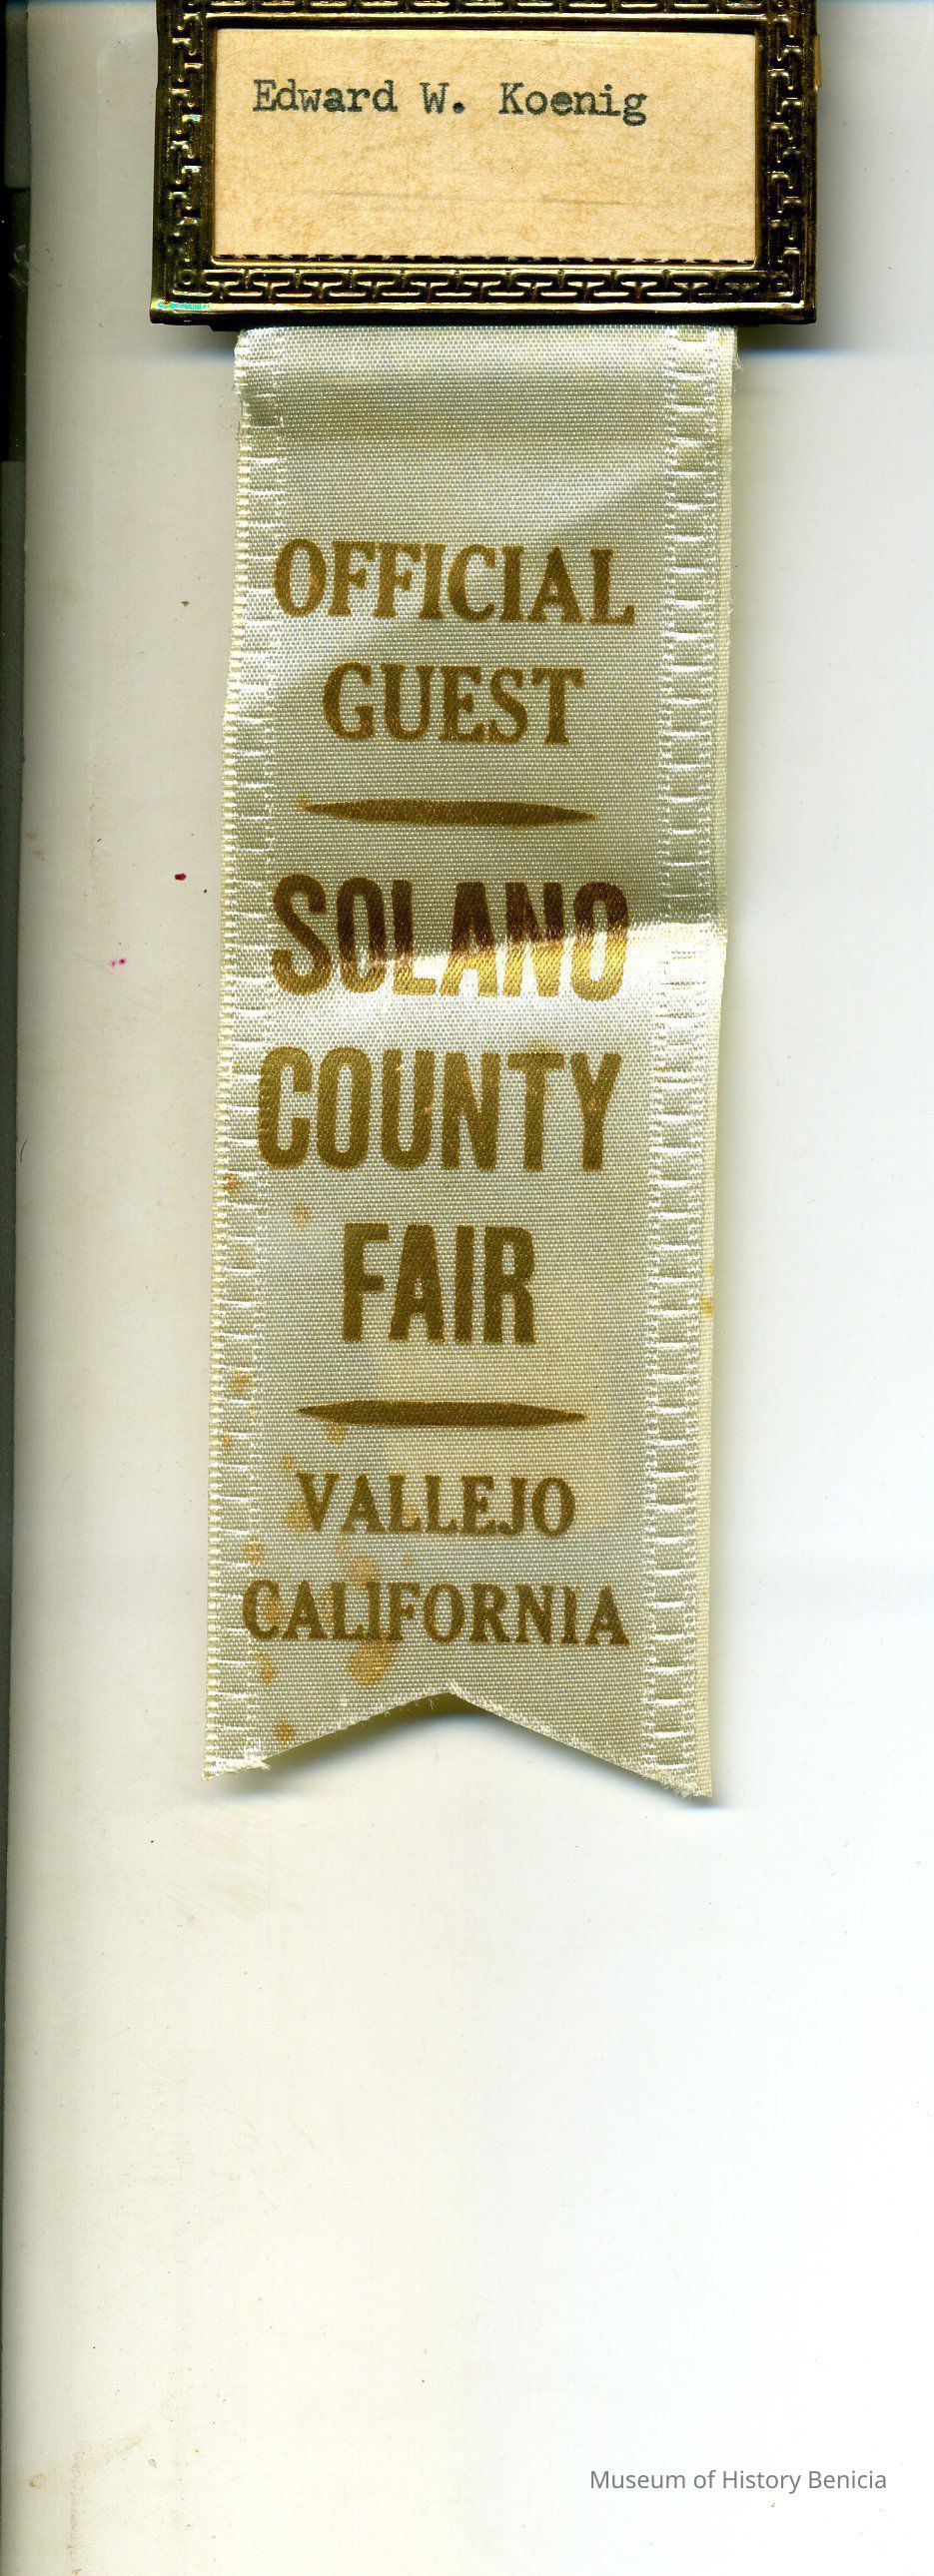 Edward W. Koenig
OFFICIAL
GUEST
SOLANO
COUNTY
FAIR
VALLEJO
CALIFORNIA
Museum of History Benicia